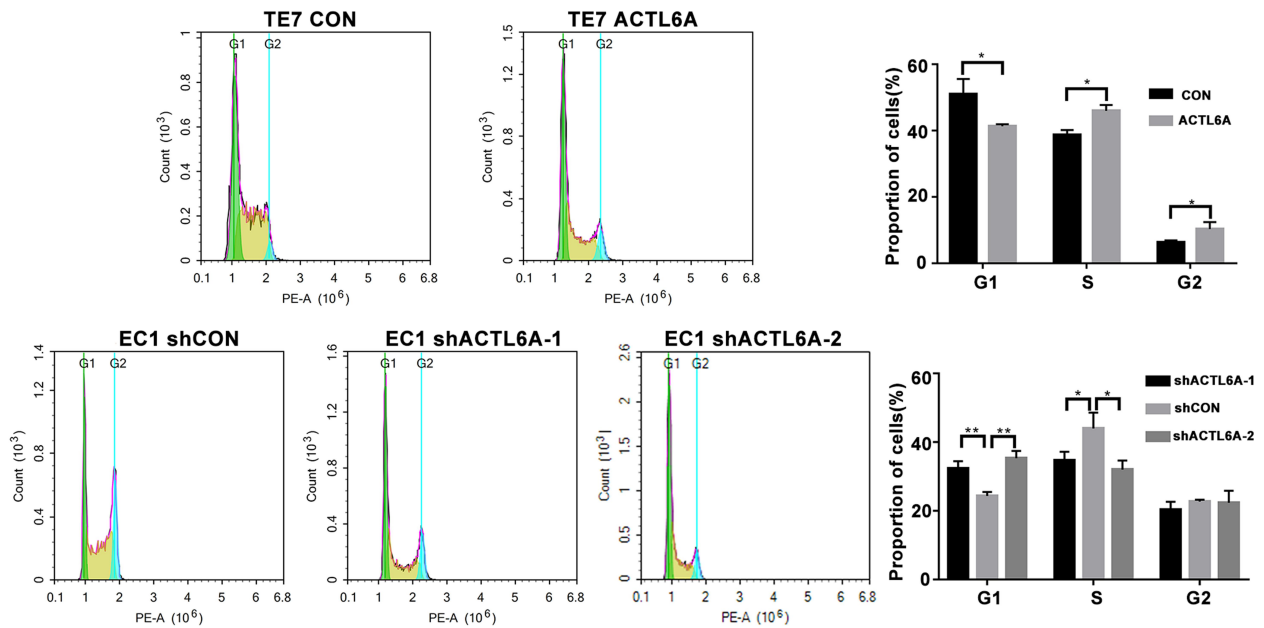 TE7 CON
G1 G2
Count (10³)
1
0.8
0.6
0.4
0.2
0
0.1 1 2 3 4 5 6 6.8
PE-A (10⁶)
TE7 ACTL6A
G1 G2
Count (10³)
1.5
1.2
0.8
0.4
0
0.1 1 2 3 4 5 6 6.8
PE-A (10⁶)
Proportion of cells(%)
60
40
20
0
* * *
G1 S G2
CON
ACTL6A
EC1 shCON
G1 G2
Count (10³)
1.4
1.2
0.8
0.4
0
0.1 1 2 3 4 5 6 6.8
PE-A (10⁶)
EC1 shACTL6A-1
G1 G2
Count (10³)
1.6
1.2
0.8
0.4
0
0.1 1 2 3 4 5 6 6.8
PE-A (10⁶)
EC1 shACTL6A-2
G1 G2
Count (10³)
2.6
2
1.5
1
0.5
0
0.1 1 2 3 4 5 6 6.8
PE-A (10⁶)
Proportion of cells(%)
60
40
20
0
** ** * *
G1 S G2
shACTL6A-1
shCON
shACTL6A-2